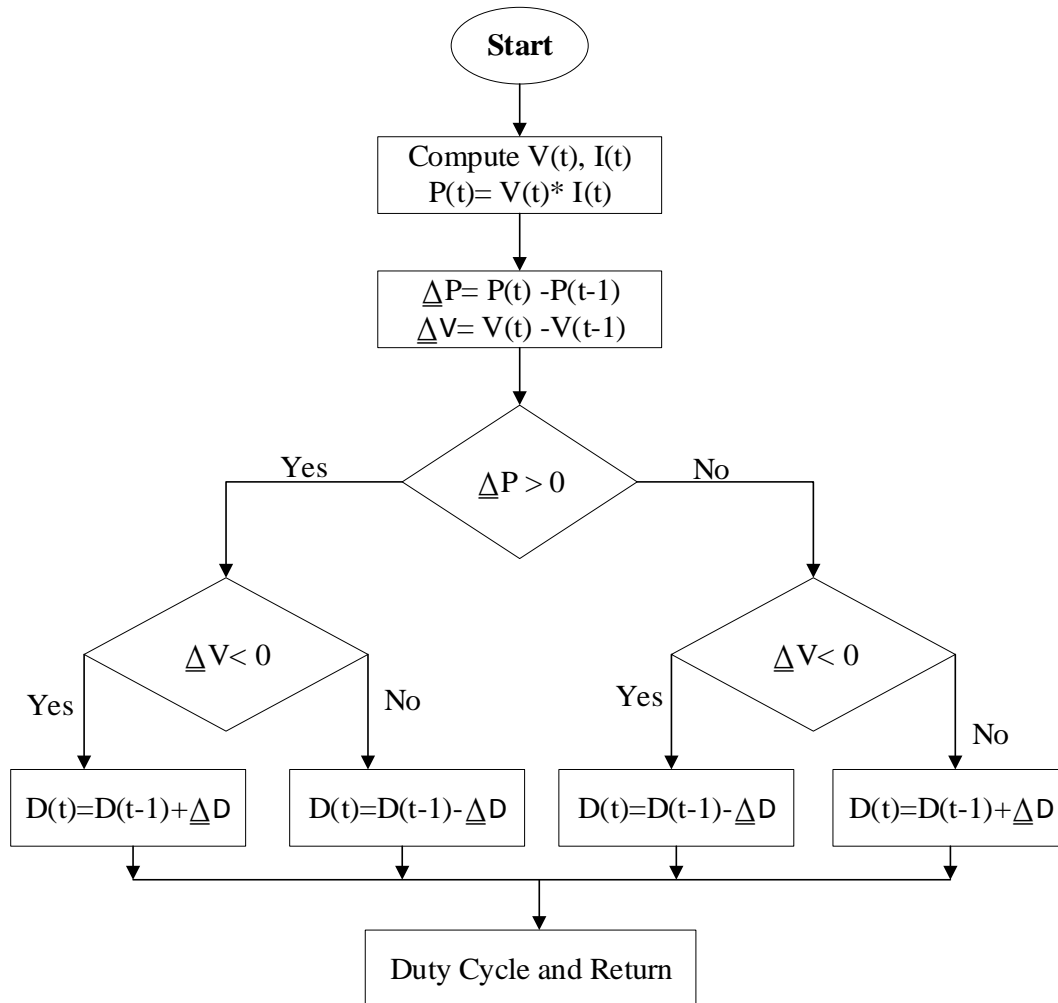 Start
Compute V(t), I(t)
P(t)= V(t)* I(t)
ΔP= P(t) -P(t-1)
ΔV= V(t) -V(t-1)
Yes
ΔP > 0
No
ΔV< 0
ΔV< 0
Yes
No
Yes
No
D(t)=D(t-1)+ΔD
D(t)=D(t-1)-ΔD
D(t)=D(t-1)-ΔD
D(t)=D(t-1)+ΔD
Duty Cycle and Return